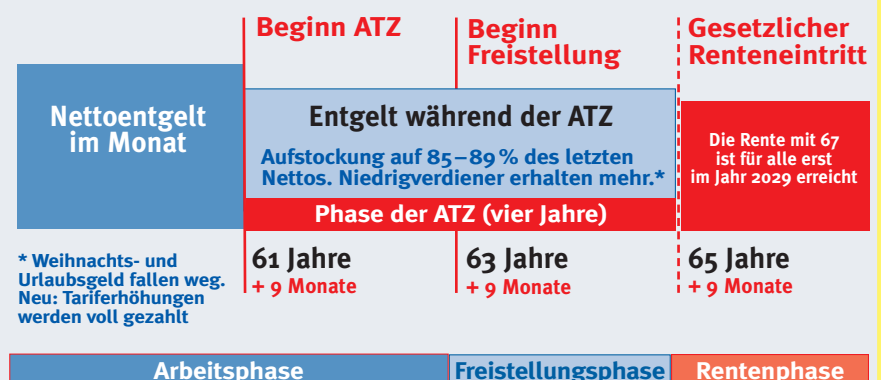 Beginn ATZ
Beginn
Freistellung
Gesetzlicher
Renteneintritt
Nettoentgelt
im Monat
Entgelt während der ATZ
Aufstockung auf 85–89 % des letzten
Nettos. Niedrigverdiener erhalten mehr.*
Die Rente mit 67
ist für alle erst
im Jahr 2029 erreicht
Phase der ATZ (vier Jahre)
* Weihnachts- und
Urlaubsgeld fallen weg.
Neu: Tariferhöhungen
werden voll gezahlt
61 Jahre
+ 9 Monate
63 Jahre
+ 9 Monate
65 Jahre
+ 9 Monate
Arbeitsphase
Freistellungsphase
Rentenphase